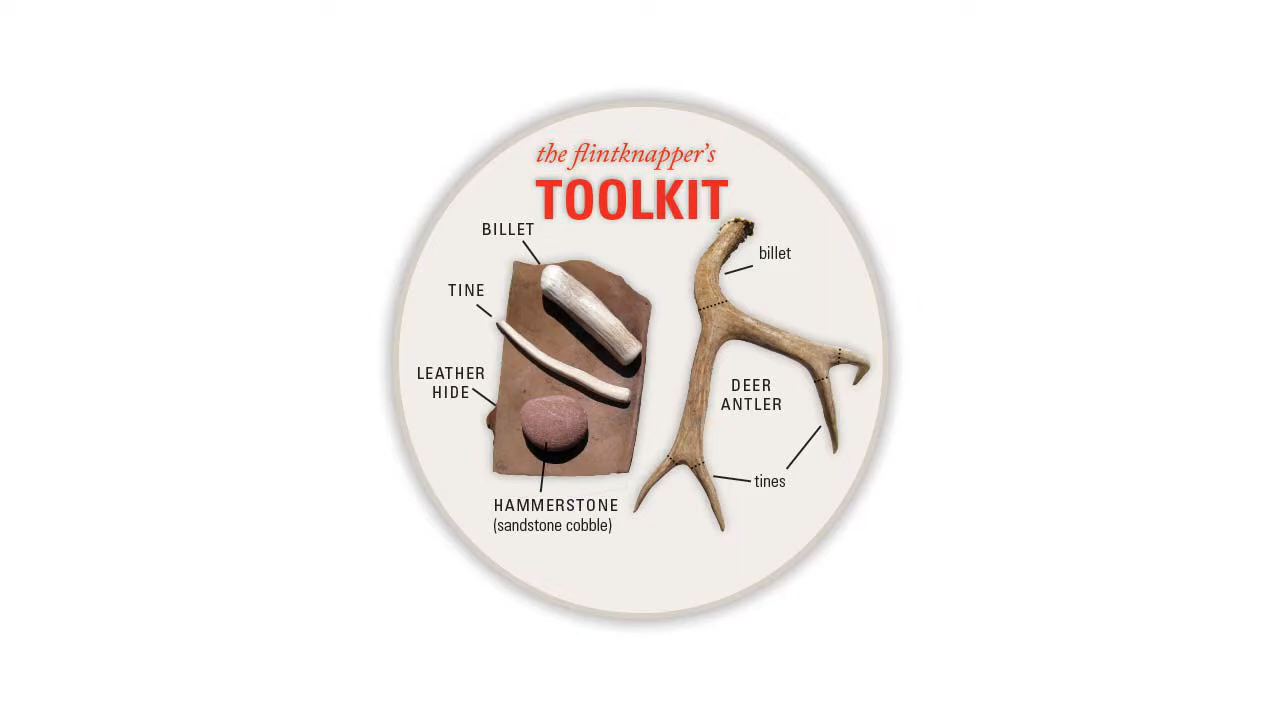 the flintknapper's
TOOLKIT
BILLET
billet
TINE
LEATHER
HIDE
DEER
ANTLER
tines
HAMMERSTONE
(sandstone cobble)